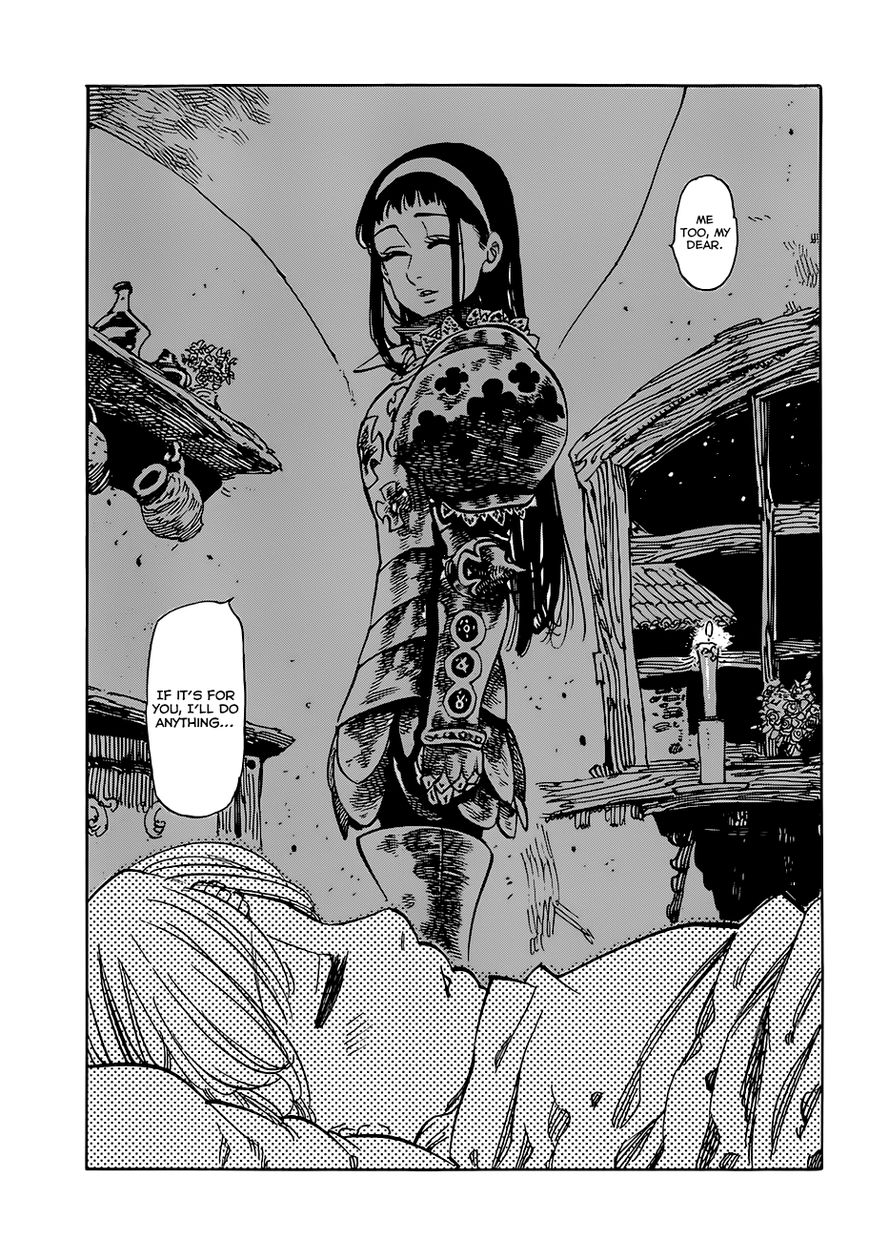 ME
TOO, MY
DEAR.
IF IT'S FOR
YOU, I'LL DO
ANYTHING...